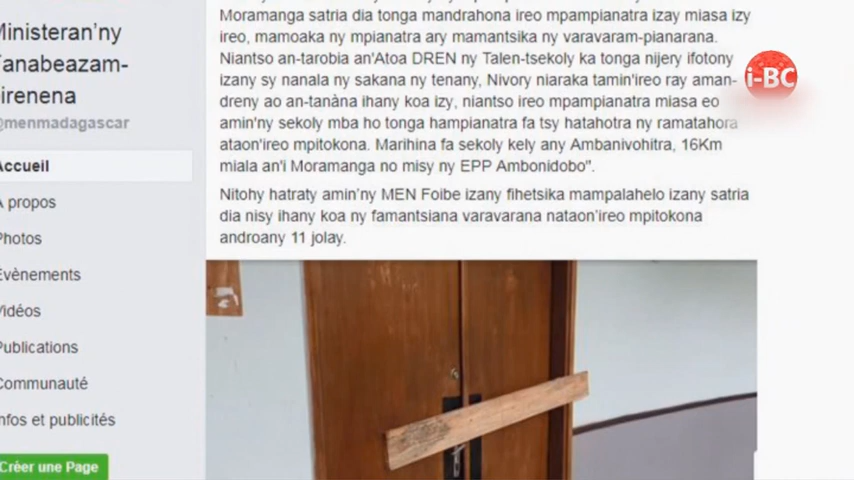 Ministeran'ny
anabeazam-
irenena
@menmadagascar
Accueil
A propos
Photos
Evènements
Vidéos
Publications
Communauté
Infos et publicités
Créer une Page
Moramanga satria dia tonga mandrahona ireo mpampianatra izay miasa izy
ireo, mamoaka ny mpianatra ary mamantsika ny varavaram-pianarana.
Niantso an-tarobia an'Atoa DREN ny Talen-tsekoly ka tonga nijery ifotony
izany sy nanala ny sakana ny tenany, Nivory niaraka tamin'ireo ray aman-
dreny ao an-tanàna ihany koa izy, niantso ireo mpampianatra miasa eo
amin'ny sekoly mba ho tonga hampianatra fa tsy hatahotra ny ramatahora
ataon'ireo mpitokona. Marihina fa sekoly kely any Ambanivohitra, 16Km
miala an'i Moramanga no misy ny EPP Ambonidobo".
Nitohy hatraty amin'ny MEN Foibe izany fihetsika mampalahelo izany satria
dia nisy ihany koa ny famantsiana varavarana nataon'ireo mpitokona
androany 11 jolay.
i-BC